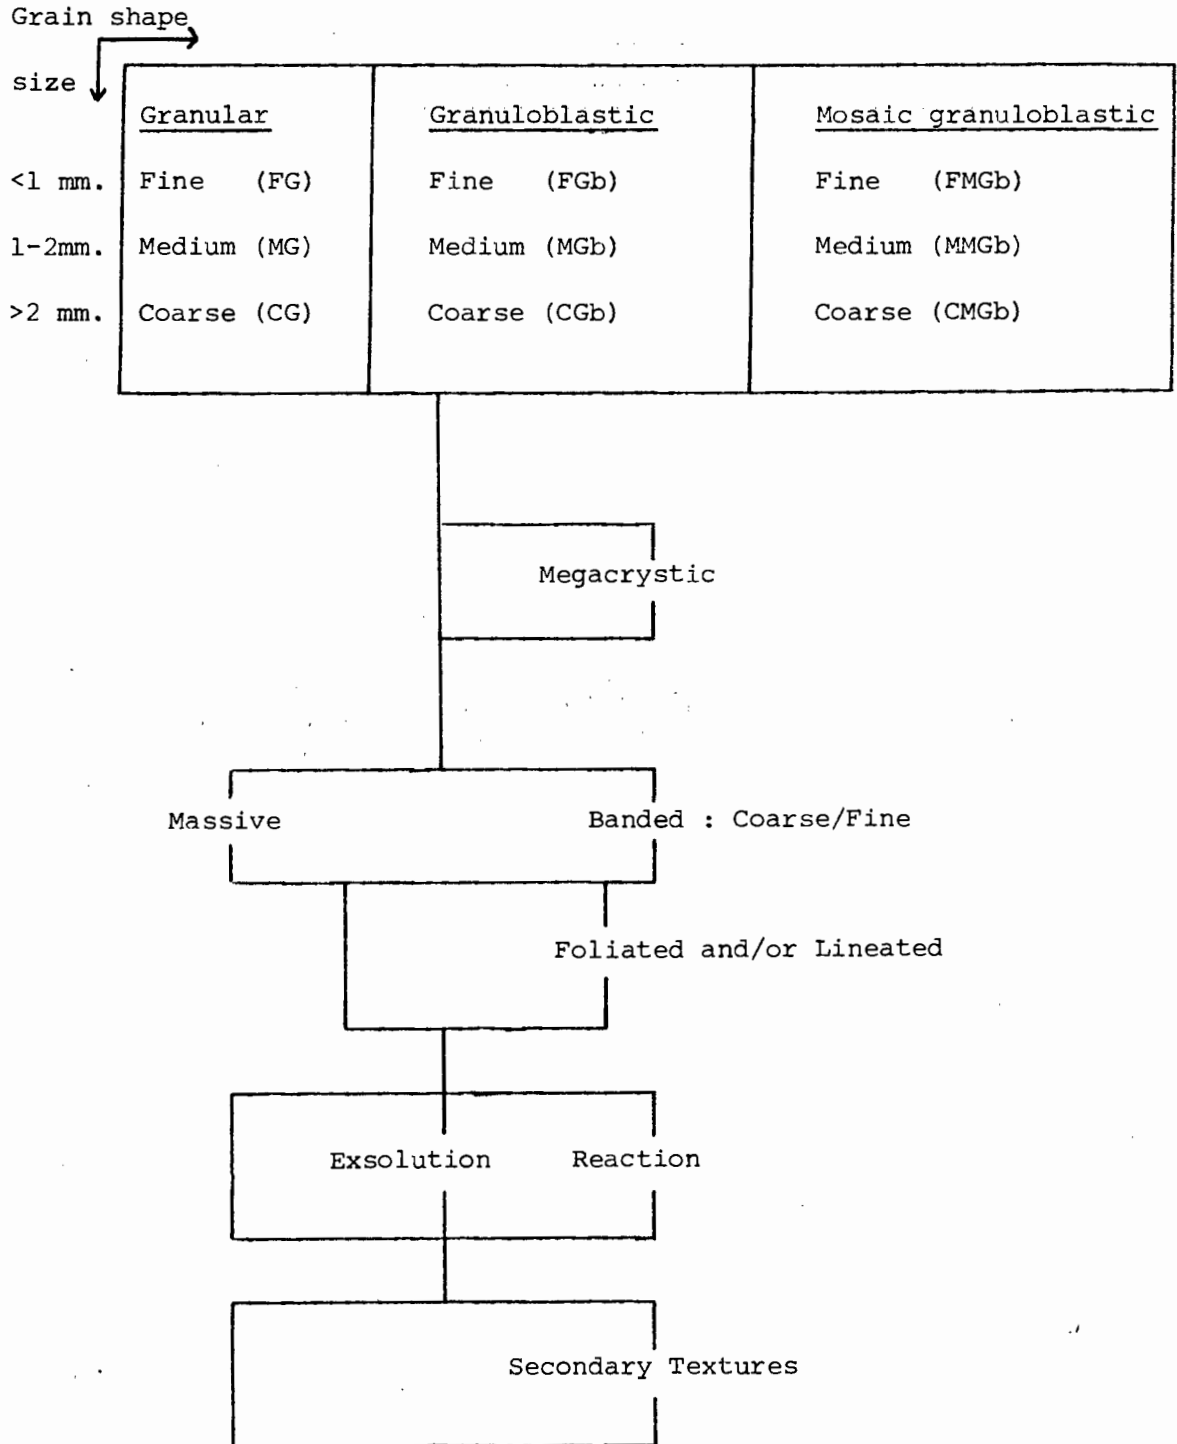 Grain shape
size
Granular Granuloblastic Mosaic granuloblastic
<1 mm. Fine (FG) Fine (FGb) Fine (FMGb)
1-2mm. Medium (MG) Medium (MGb) Medium (MMGb)
>2 mm. Coarse (CG) Coarse (CGb) Coarse (CMGb)
Megacrystic
Massive Banded : Coarse/Fine
Foliated and/or Lineated
Exsolution Reaction
Secondary Textures